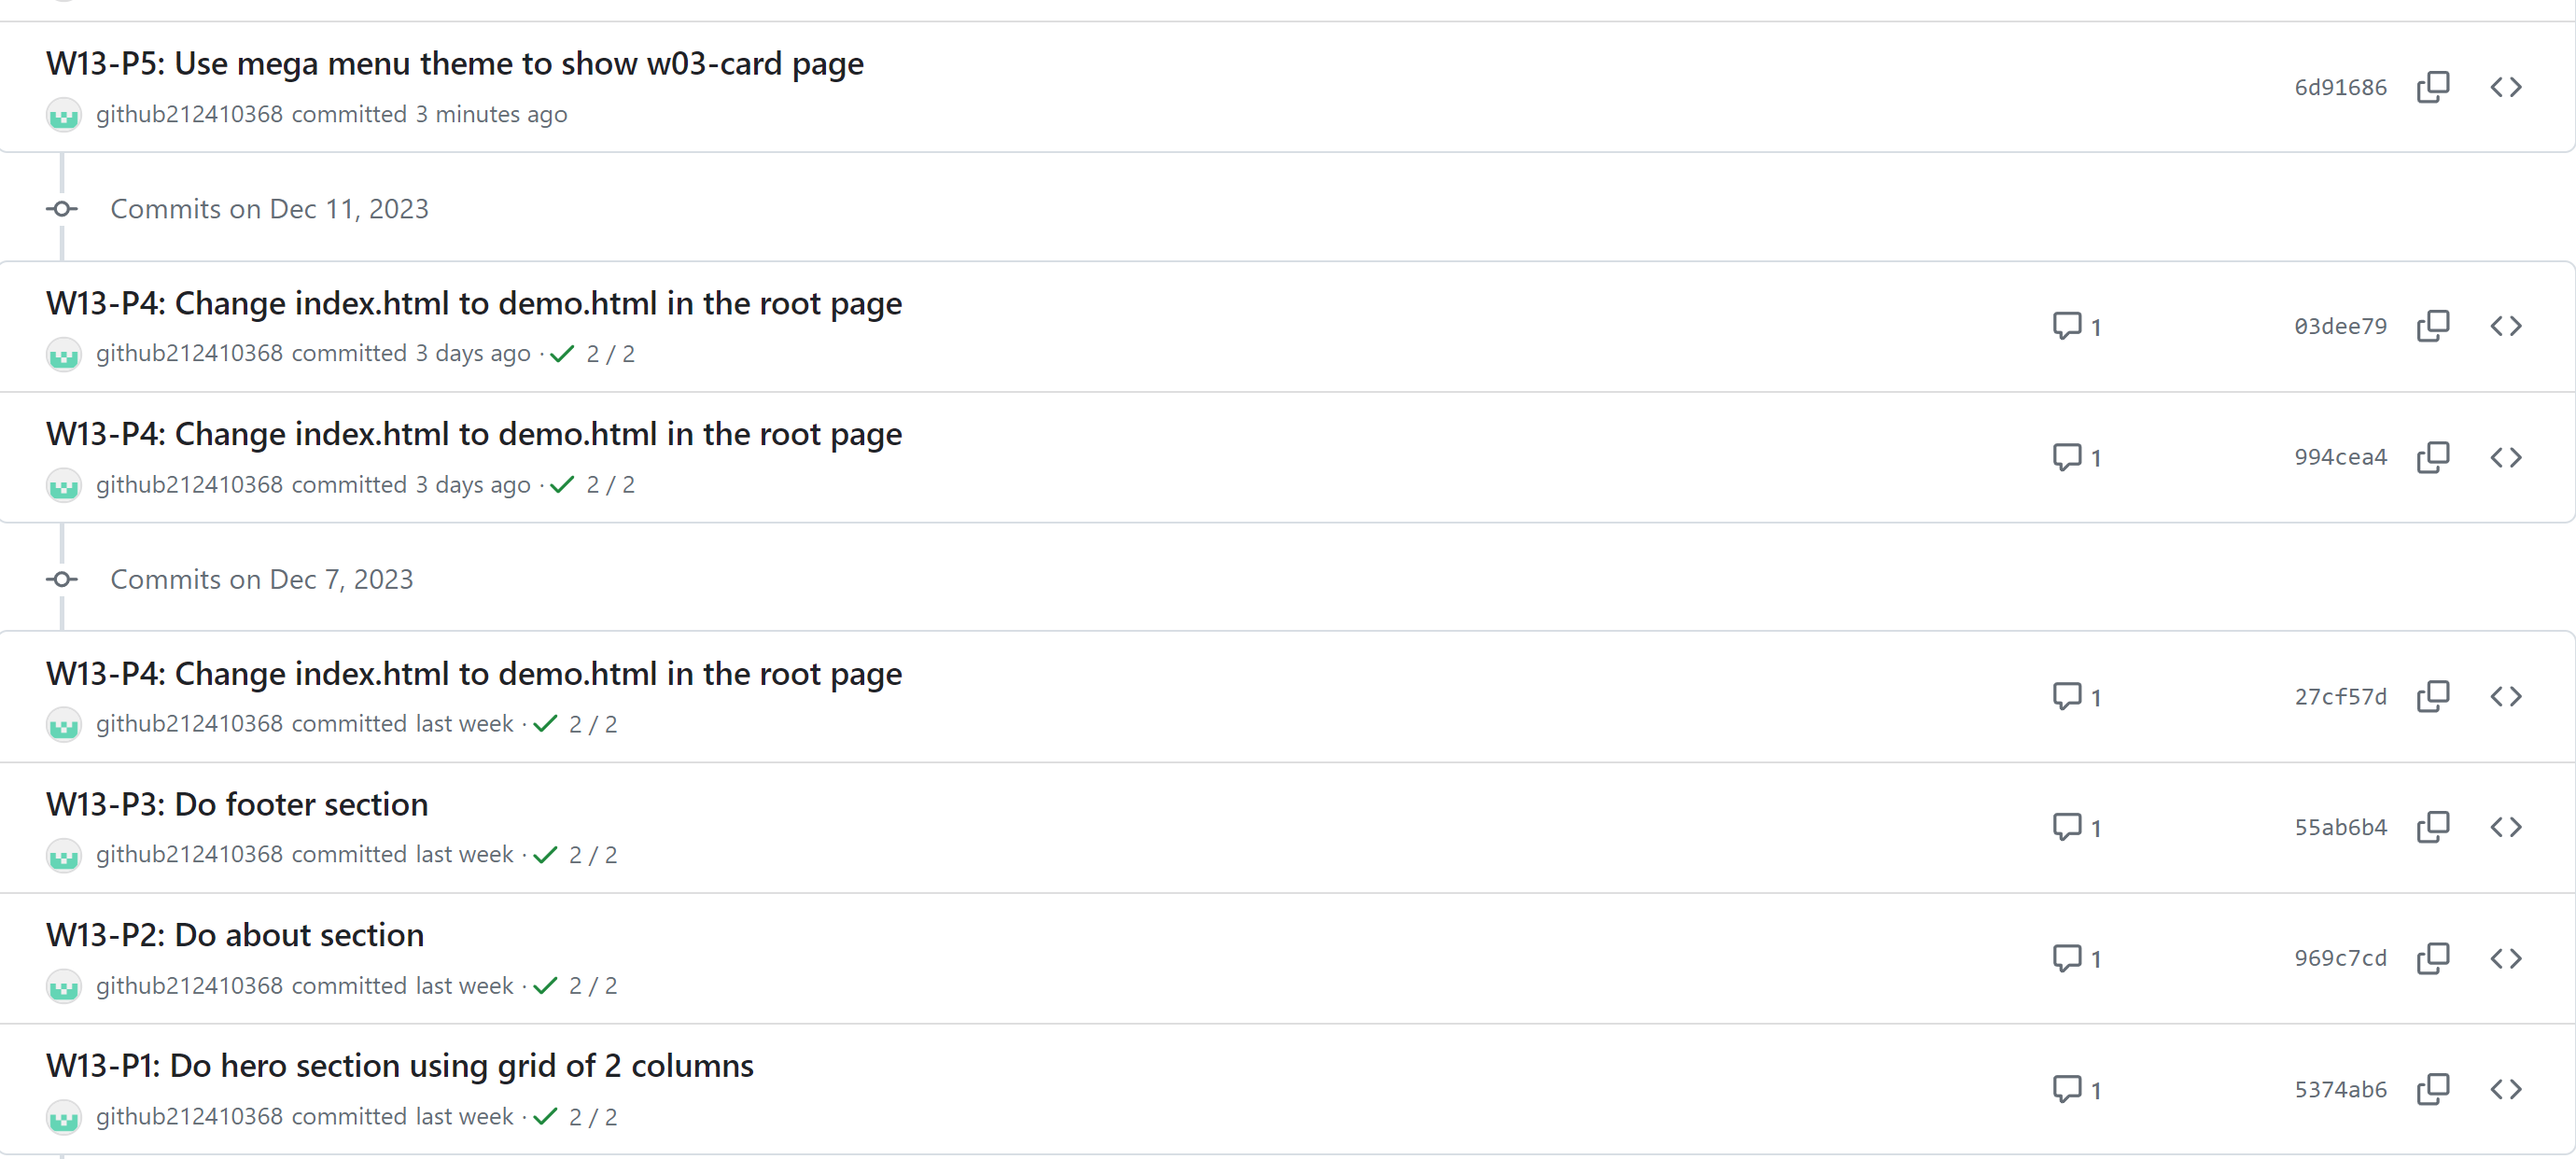 W13-P5: Use mega menu theme to show w03-card page
6d91686
github212410368 committed 3 minutes ago
Commits on Dec 11, 2023
W13-P4: Change index.html to demo.html in the root page
1
03dee79
github212410368 committed 3 days ago · 2 / 2
W13-P4: Change index.html to demo.html in the root page
1
994cea4
github212410368 committed 3 days ago · 2 / 2
Commits on Dec 7, 2023
W13-P4: Change index.html to demo.html in the root page
1
27cf57d
github212410368 committed last week · 2 / 2
W13-P3: Do footer section
1
55ab6b4
github212410368 committed last week · 2 / 2
W13-P2: Do about section
1
969c7cd
github212410368 committed last week · 2 / 2
W13-P1: Do hero section using grid of 2 columns
1
5374ab6
github212410368 committed last week · 2 / 2